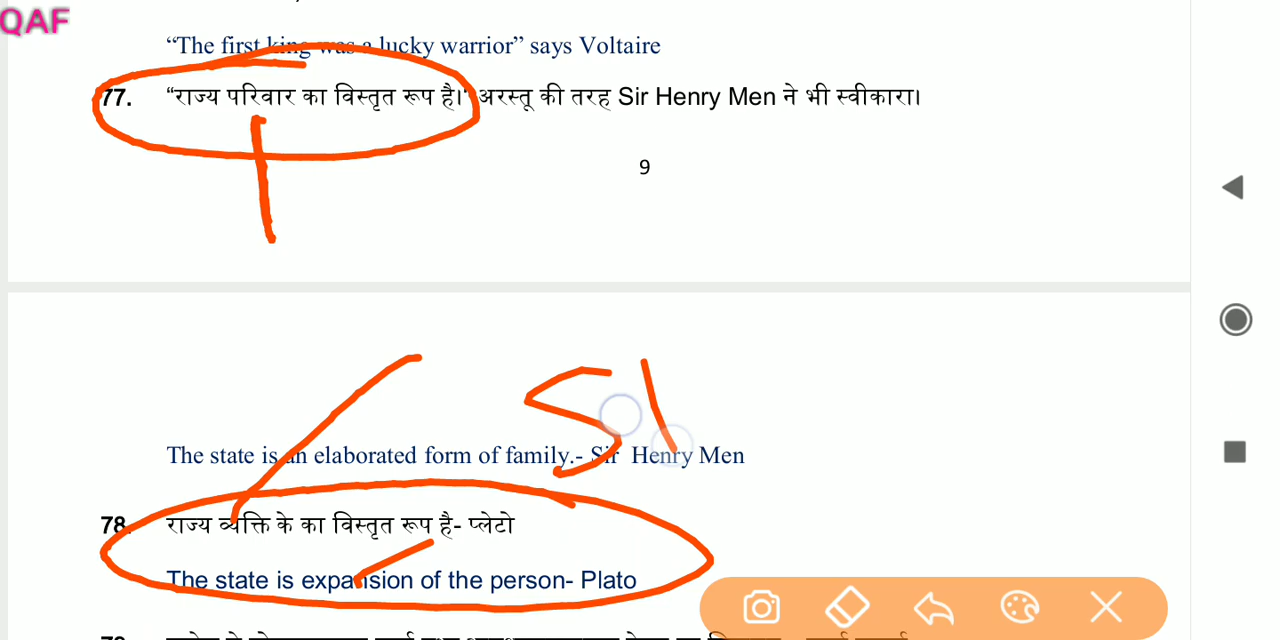 QAF
“The first king was a lucky warrior” says Voltaire
77. “राज्य परिवार का विस्तृत रूप है।" अरस्तू की तरह Sir Henry Men ने भी स्वीकारा।
9
The state is an elaborated form of family.- Sir Henry Men
78. राज्य व्यक्ति के का विस्तृत रूप है- प्लेटो
The state is expansion of the person- Plato